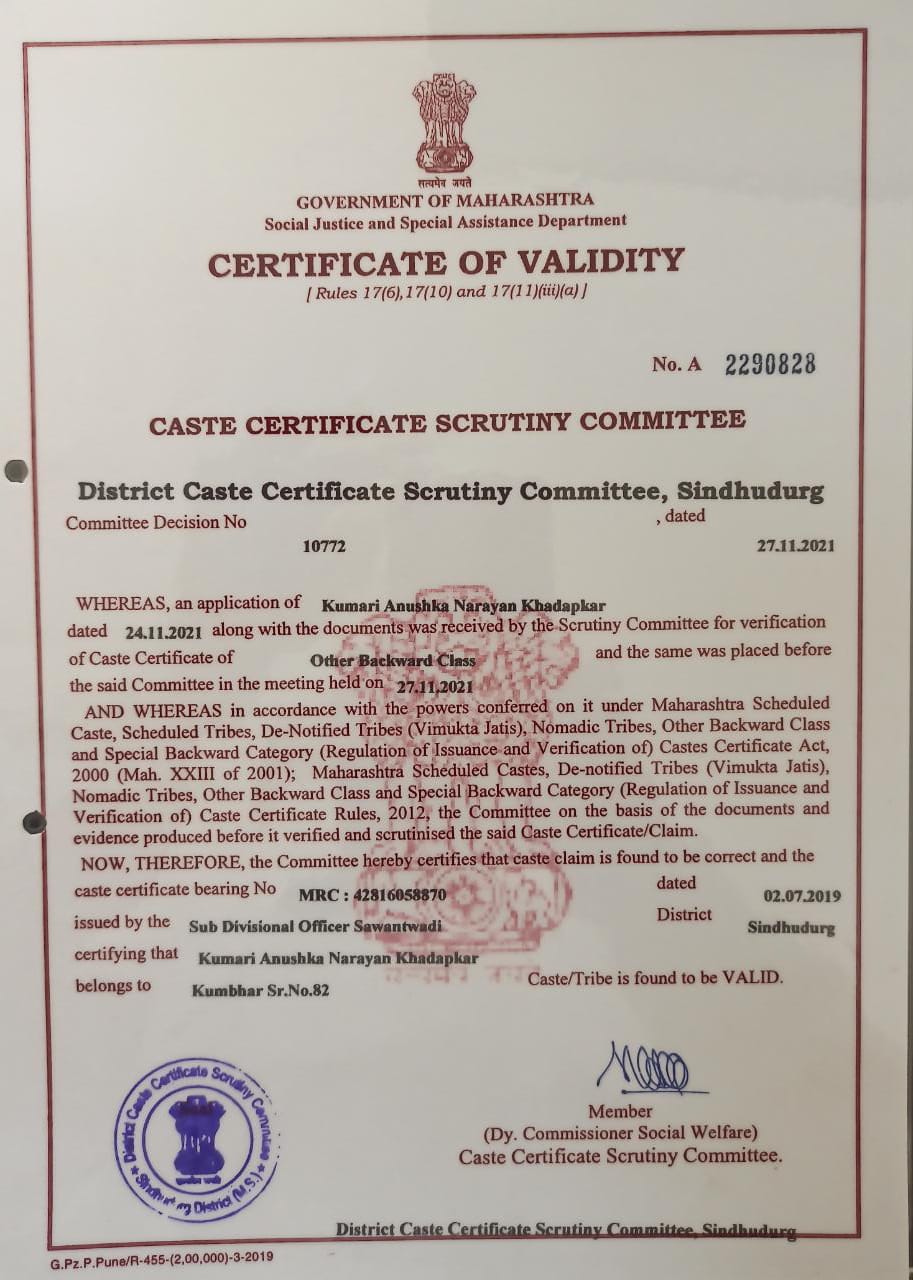 सत्यमेव जयते
GOVERNMENT OF MAHARASHTRA
Social Justice and Special Assistance Department
CERTIFICATE OF VALIDITY
[ Rules 17(6),17(10) and 17(11)(iii)(a) ]
No. A 2290828
CASTE CERTIFICATE SCRUTINY COMMITTEE
District Caste Certificate Scrutiny Committee, Sindhudurg
Committee Decision No , dated
10772 27.11.2021
WHEREAS, an application of Kumari Anushka Narayan Khadapkar
dated 24.11.2021 along with the documents was received by the Scrutiny Committee for verification
of Caste Certificate of Other Backward Class and the same was placed before
the said Committee in the meeting held on 27.11.2021
AND WHEREAS in accordance with the powers conferred on it under Maharashtra Scheduled
Caste, Scheduled Tribes, De-Notified Tribes (Vimukta Jatis), Nomadic Tribes, Other Backward Class
and Special Backward Category (Regulation of Issuance and Verification of) Castes Certificate Act,
2000 (Mah. XXIII of 2001); Maharashtra Scheduled Castes, De-notified Tribes (Vimukta Jatis),
Nomadic Tribes, Other Backward Class and Special Backward Category (Regulation of Issuance and
Verification of) Caste Certificate Rules, 2012, the Committee on the basis of the documents and
evidence produced before it verified and scrutinised the said Caste Certificate/Claim.
NOW, THEREFORE, the Committee hereby certifies that caste claim is found to be correct and the
caste certificate bearing No MRC : 42816058870 dated 02.07.2019
issued by the Sub Divisional Officer Sawantwadi District Sindhudurg
certifying that Kumari Anushka Narayan Khadapkar
belongs to Kumbhar Sr.No.82 Caste/Tribe is found to be VALID.
District Caste Certificate Scrutiny Committee
District (M.S.)
Member
(Dy. Commissioner Social Welfare)
Caste Certificate Scrutiny Committee.
District Caste Certificate Scrutiny Committee, Sindhudurg
G.Pz.P.Pune/R-455-(2,00,000)-3-2019